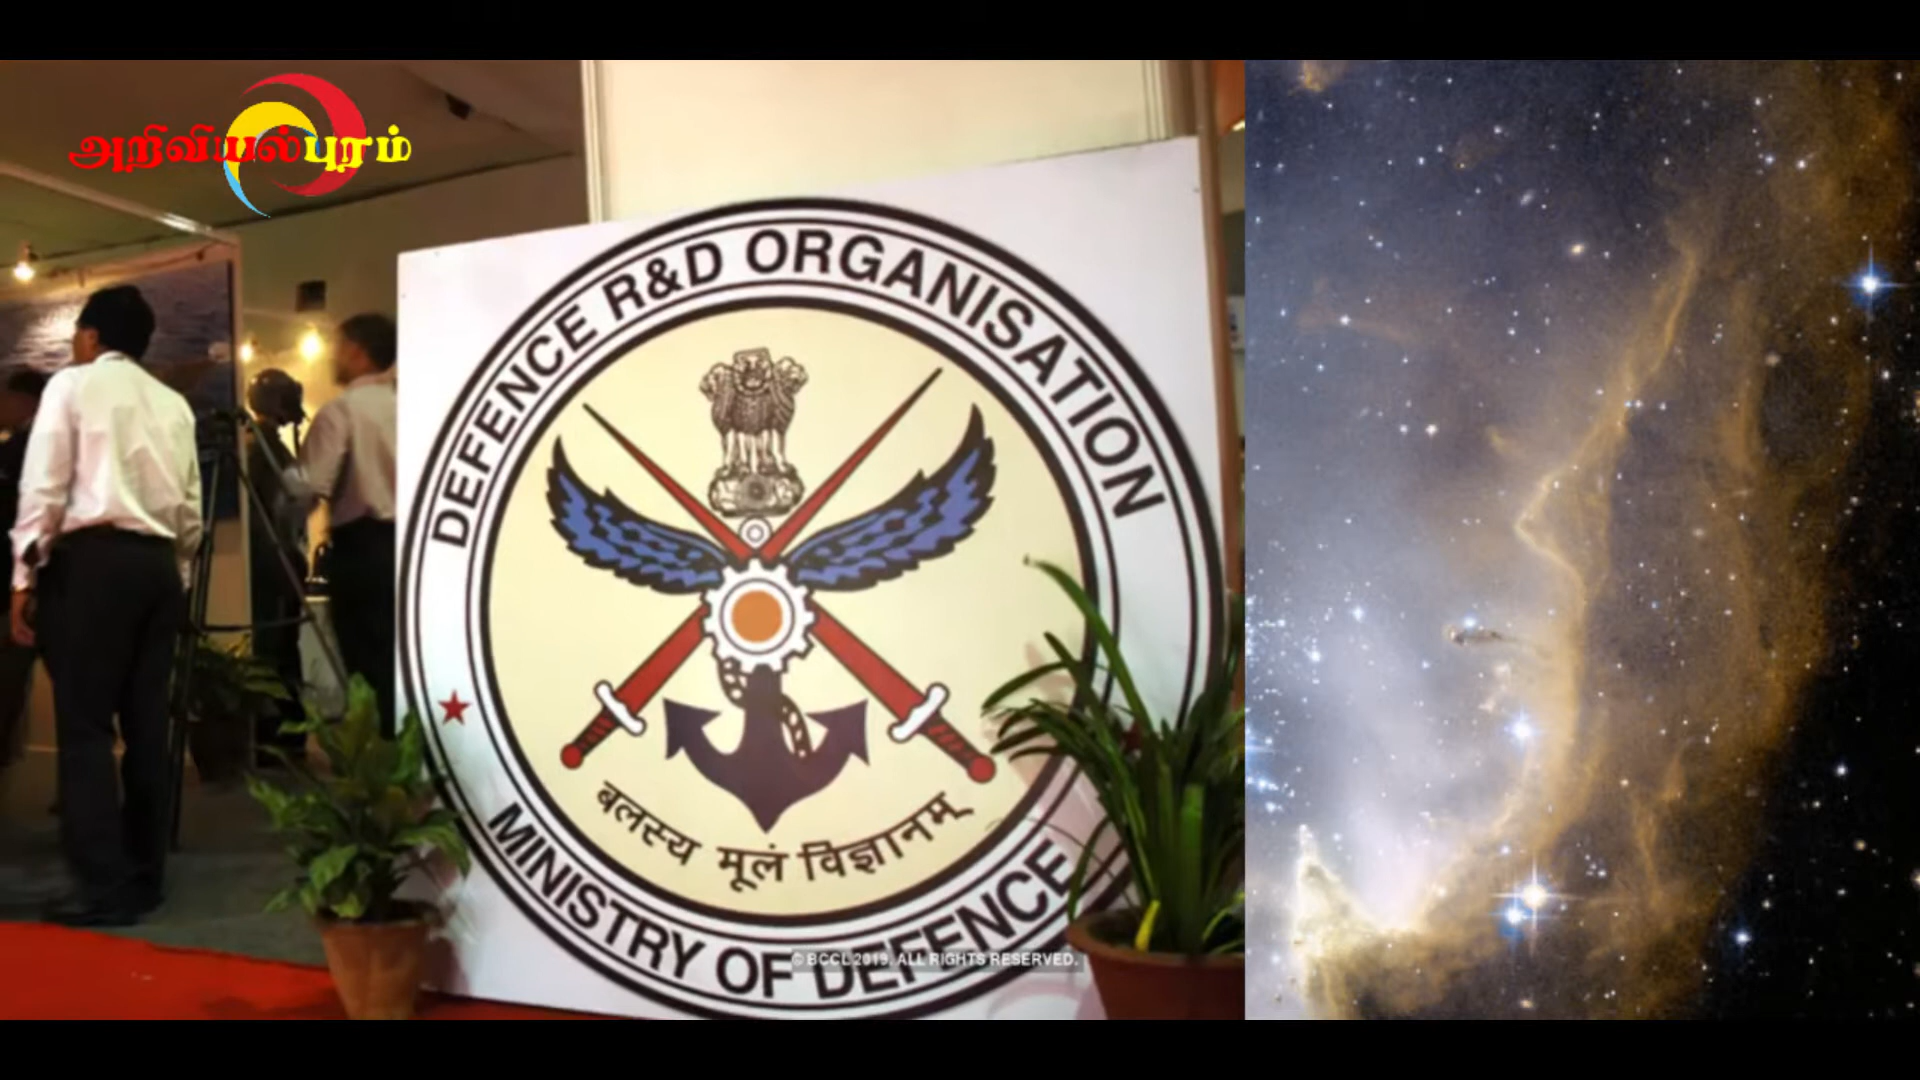 அறிவியல்புரம்
DEFENCE R&D ORGANISATION
बलस्य मूलं विज्ञानम्
MINISTRY OF DEFENCE
© BCCL 2019. ALL RIGHTS RESERVED.